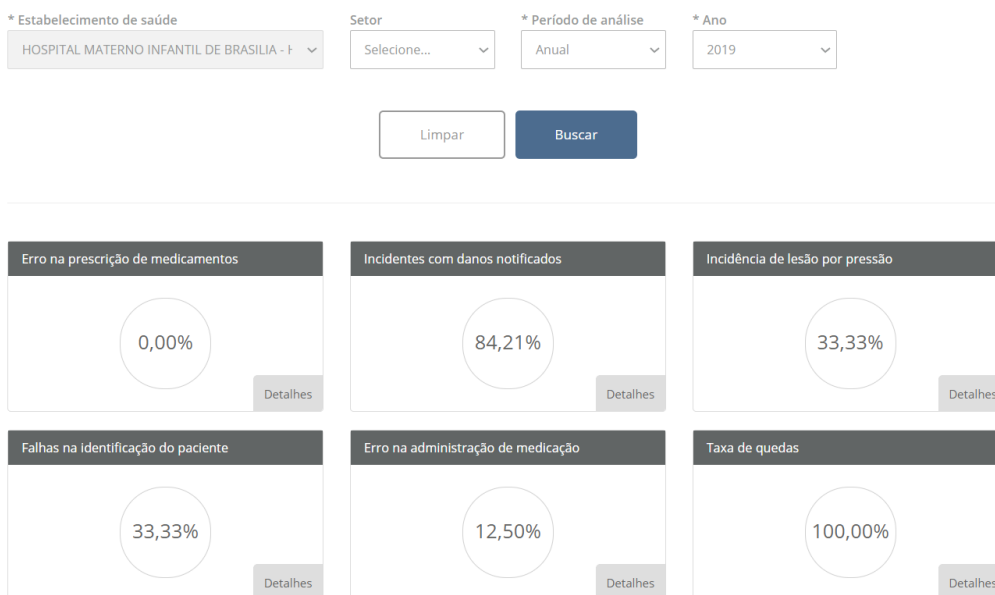 * Estabelecimento de saúde Setor * Período de análise * Ano
HOSPITAL MATERNO INFANTIL DE BRASILIA - H Selecione... Anual 2019
Limpar Buscar
Erro na prescrição de medicamentos Incidentes com danos notificados Incidência de lesão por pressão
0,00% 84,21% 33,33%
Detalhes Detalhes Detalhes
Falhas na identificação do paciente Erro na administração de medicação Taxa de quedas
33,33% 12,50% 100,00%
Detalhes Detalhes Detalhes